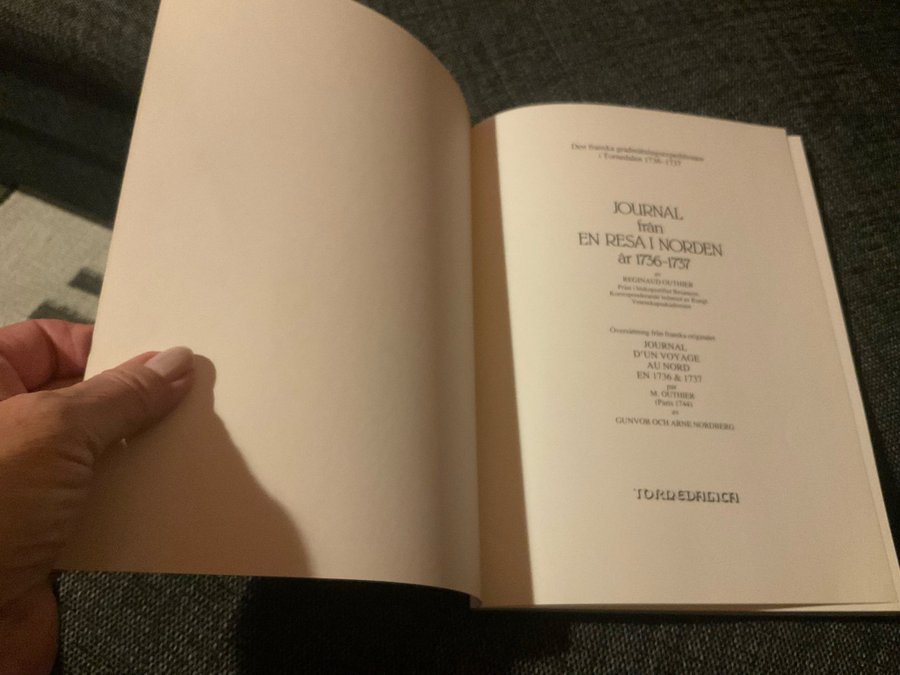 Den franska gradmätningsexpeditionen
i Tornedalen 1736-1737
JOURNAL
från
EN RESA I NORDEN
år 1736-1737
av
REGINAUD OUTHIER
Präst i biskopsstiftet Besancon,
Korresponderande ledamot av Kungl.
Vetenskapsakademien
Översättning från franska originalet
JOURNAL
D'UN VOYAGE
AU NORD
EN 1736 & 1737
par
M. OUTHIER
(Paris 1744)
av
GUNVOR OCH ARNE NORDBERG
TORNEDALICA